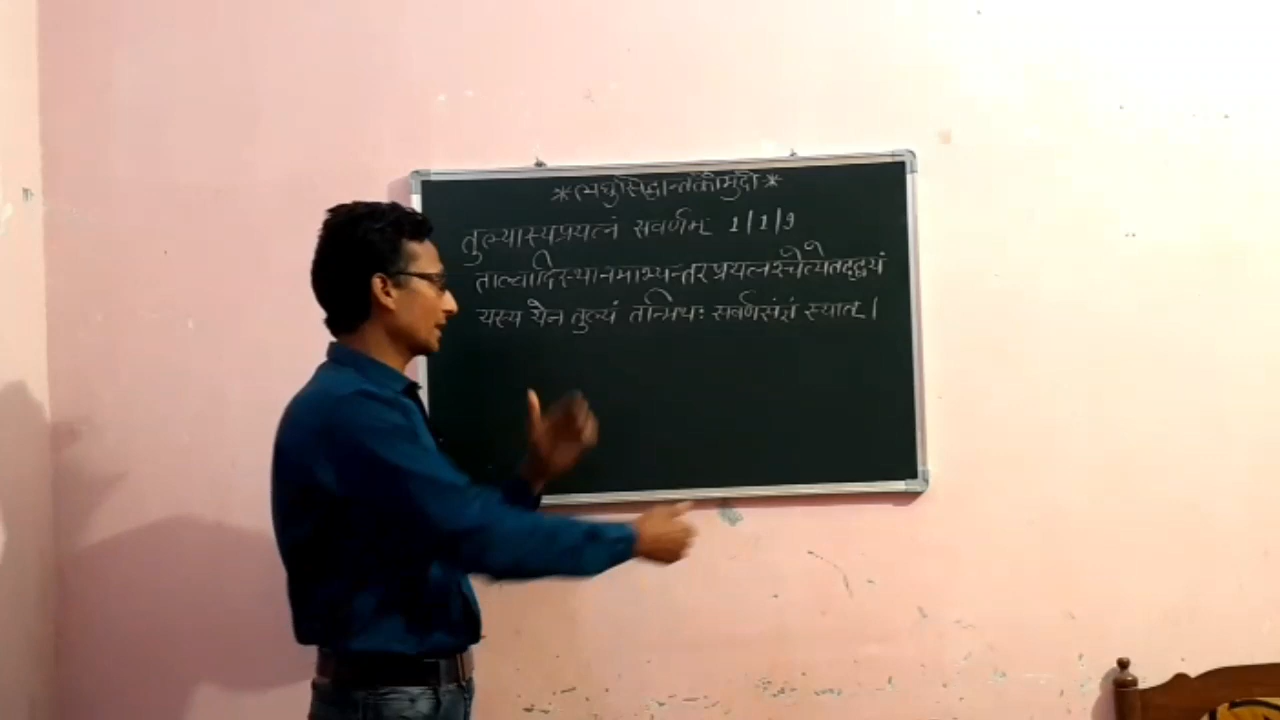 *लघुसिद्धान्तकौमुदी*
तुल्यास्यप्रयत्नं सवर्णम् 1/1/9
ताल्वादिस्थानमाभ्यन्तरप्रयत्नश्चेत्येतद्द्वयं
यस्य येन तुल्यं तन्मिथः सवर्णसंज्ञं स्यात् ।